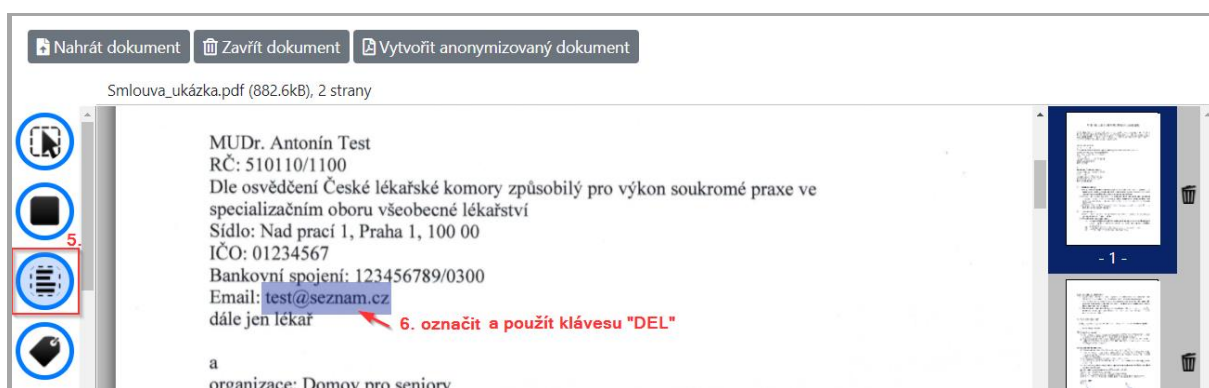 Nahrát dokument Zavřít dokument Vytvořit anonymizovaný dokument
Smlouva_ukázka.pdf (882.6kB), 2 strany
MUDr. Antonín Test
RČ: 510110/1100
Dle osvědčení České lékařské komory způsobilý pro výkon soukromé praxe ve
specializačním oboru všeobecné lékařství
Sídlo: Nad prací 1, Praha 1, 100 00
5.
IČO: 01234567
Bankovní spojení: 123456789/0300
Email: test@seznam.cz
dále jen lékař 6. označit a použít klávesu "DEL"
a
organizace: Domov pro seniory
- 1 -